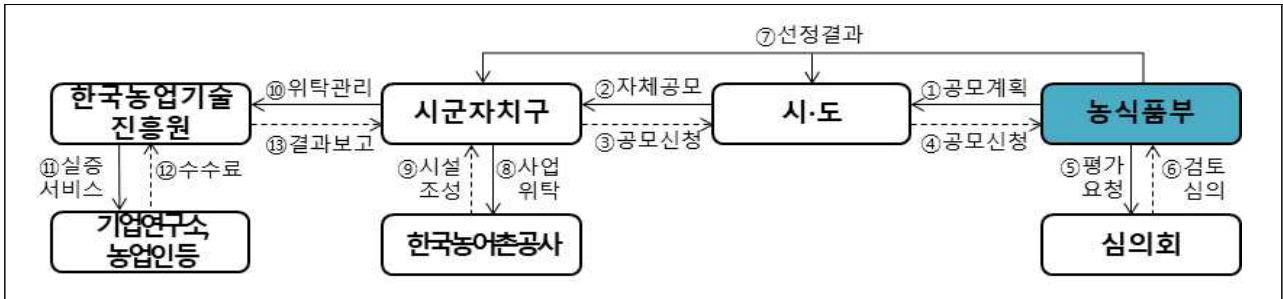 ⑦선정결과
한국농업기술
진흥원
⑩위탁관리
⑬결과보고
시군자치구
②자체공모
③공모신청
시·도
①공모계획
④공모신청
농식품부
⑪실증
서비스
⑫수수료
⑨시설
조성
⑧사업
위탁
⑤평가
요청
⑥검토
심의
기업연구소,
농업인등
한국농어촌공사
심의회